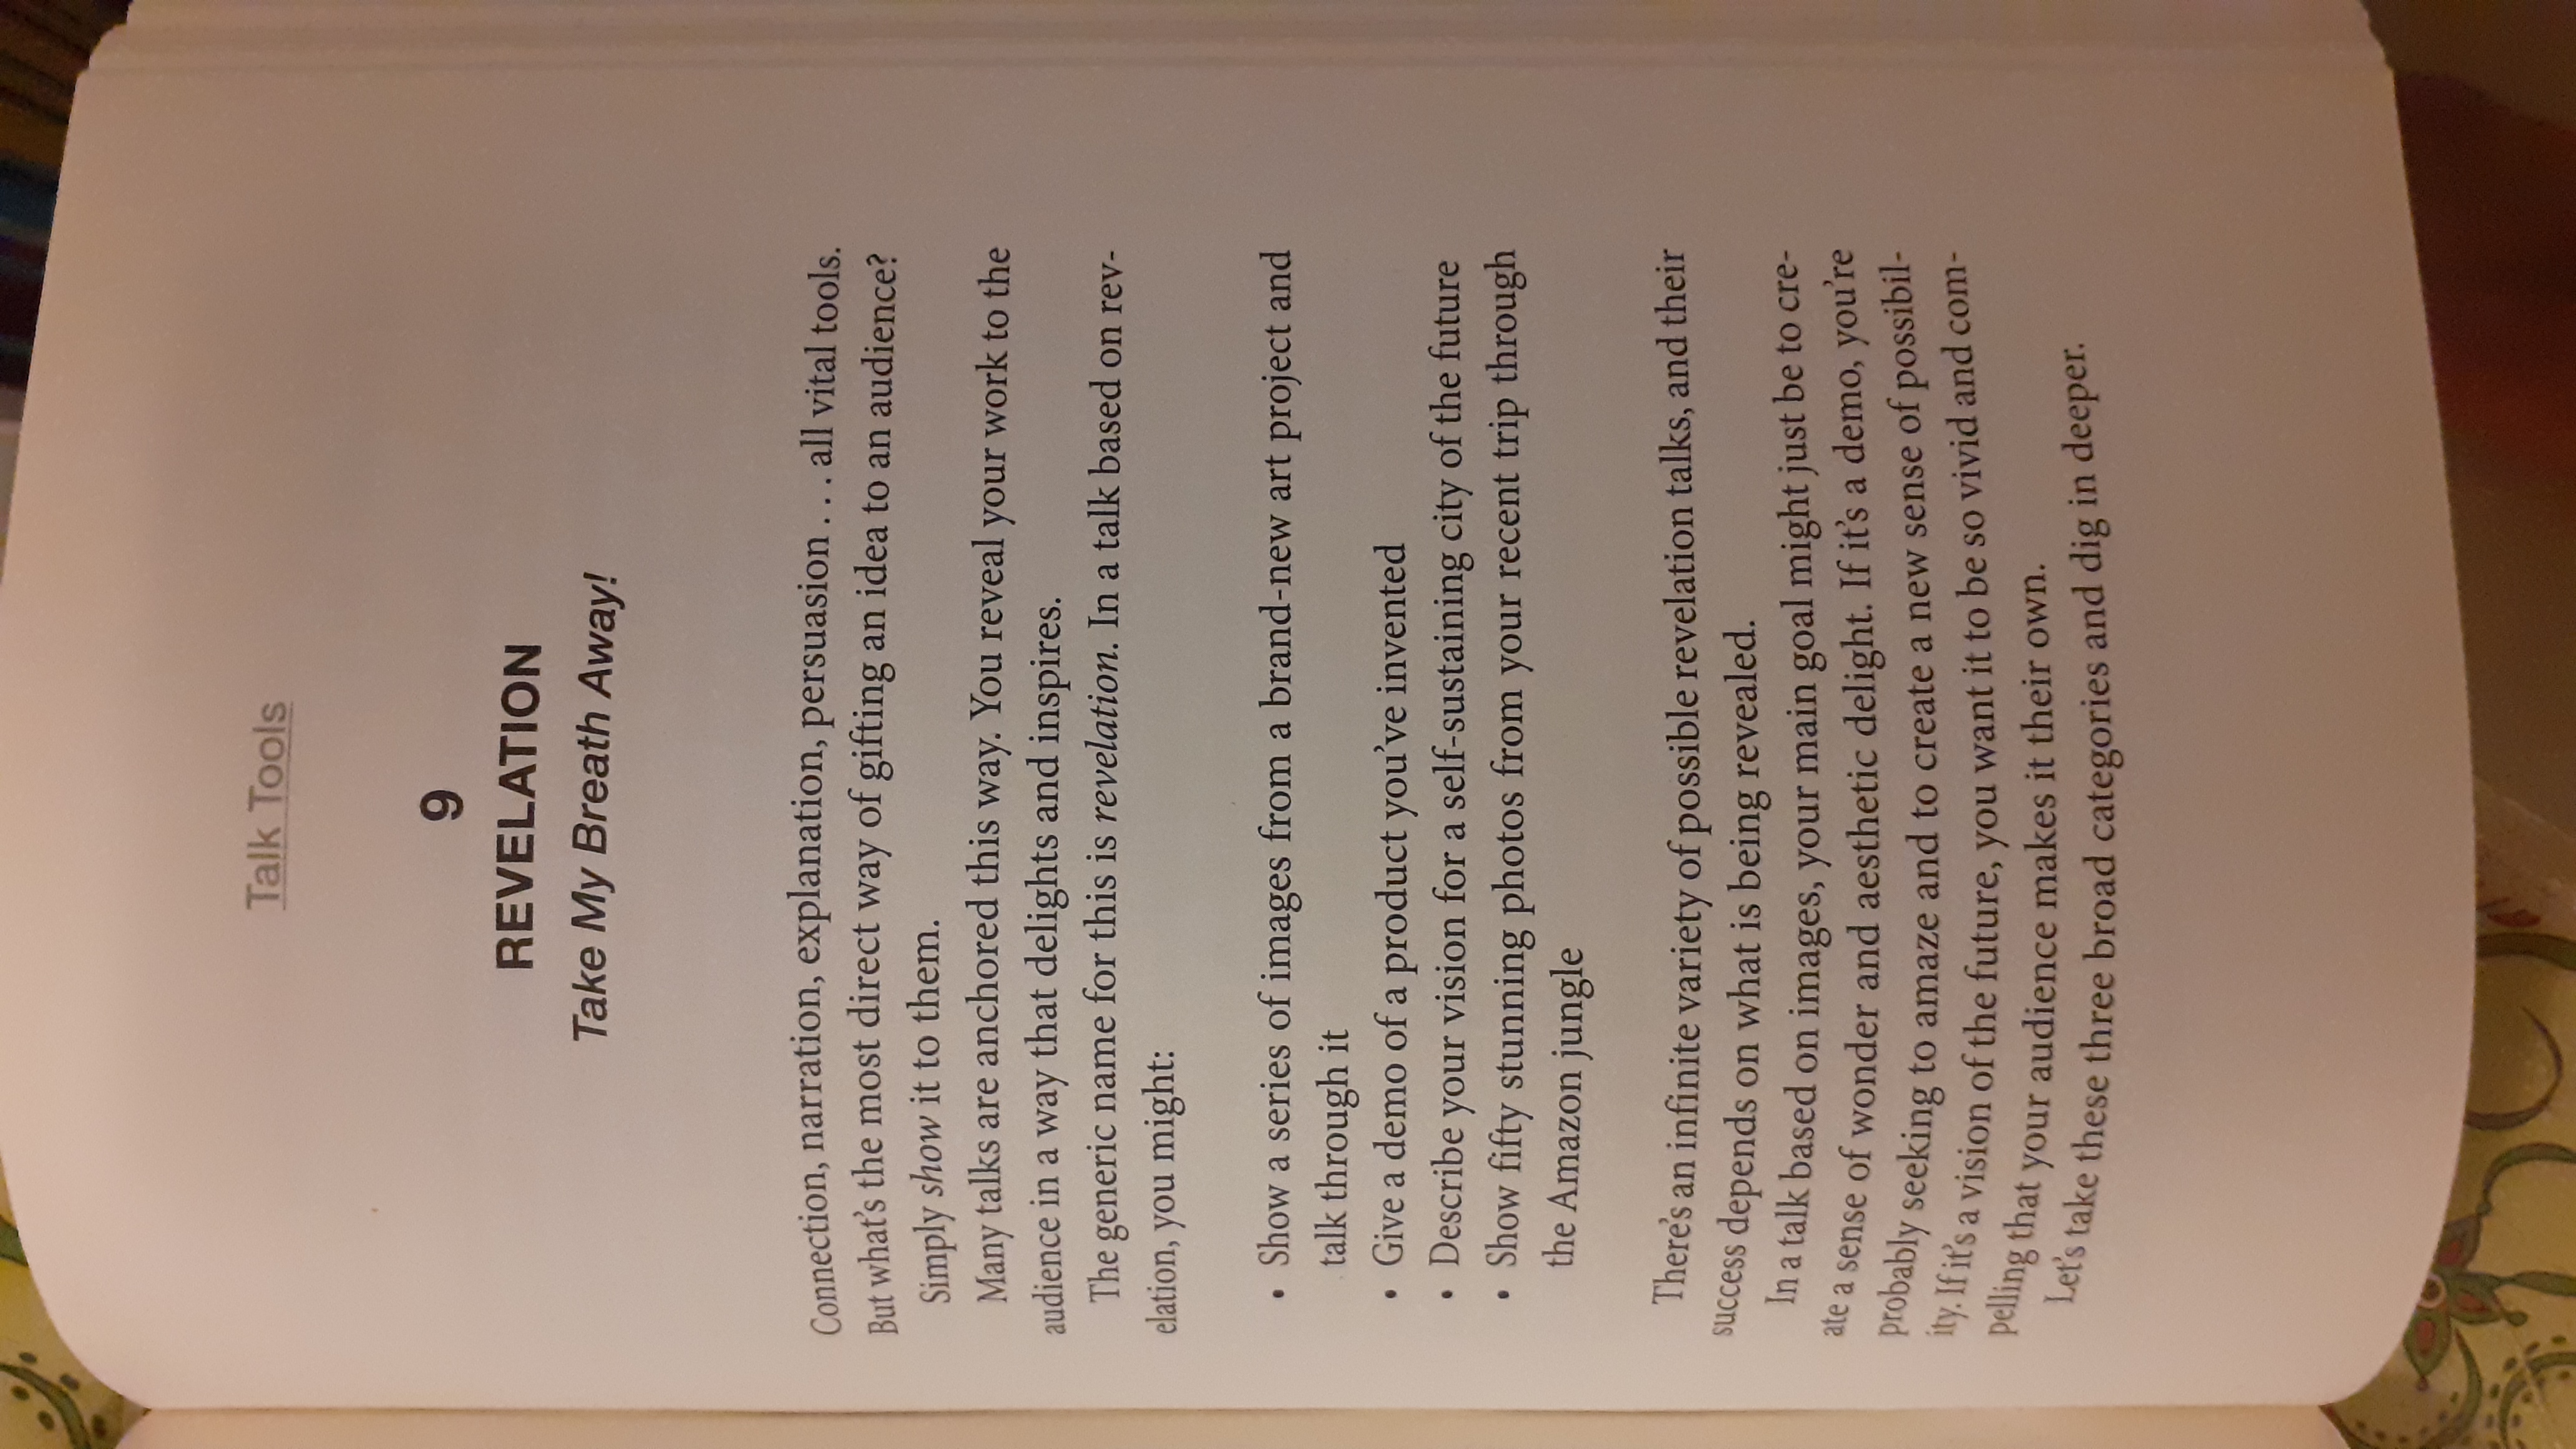 Talk Tools
9
REVELATION
Take My Breath Away!
Connection, narration, explanation, persuasion . . . all vital tools.
But what’s the most direct way of gifting an idea to an audience?
Simply show it to them.
Many talks are anchored this way. You reveal your work to the
audience in a way that delights and inspires.
The generic name for this is revelation. In a talk based on rev-
elation, you might:
• Show a series of images from a brand-new art project and
talk through it
• Give a demo of a product you’ve invented
• Describe your vision for a self-sustaining city of the future
• Show fifty stunning photos from your recent trip through
the Amazon jungle
There’s an infinite variety of possible revelation talks, and their
success depends on what is being revealed.
In a talk based on images, your main goal might just be to cre-
ate a sense of wonder and aesthetic delight. If it’s a demo, you’re
probably seeking to amaze and to create a new sense of possibil-
ity. If it’s a vision of the future, you want it to be so vivid and com-
pelling that your audience makes it their own.
Let’s take these three broad categories and dig in deeper.